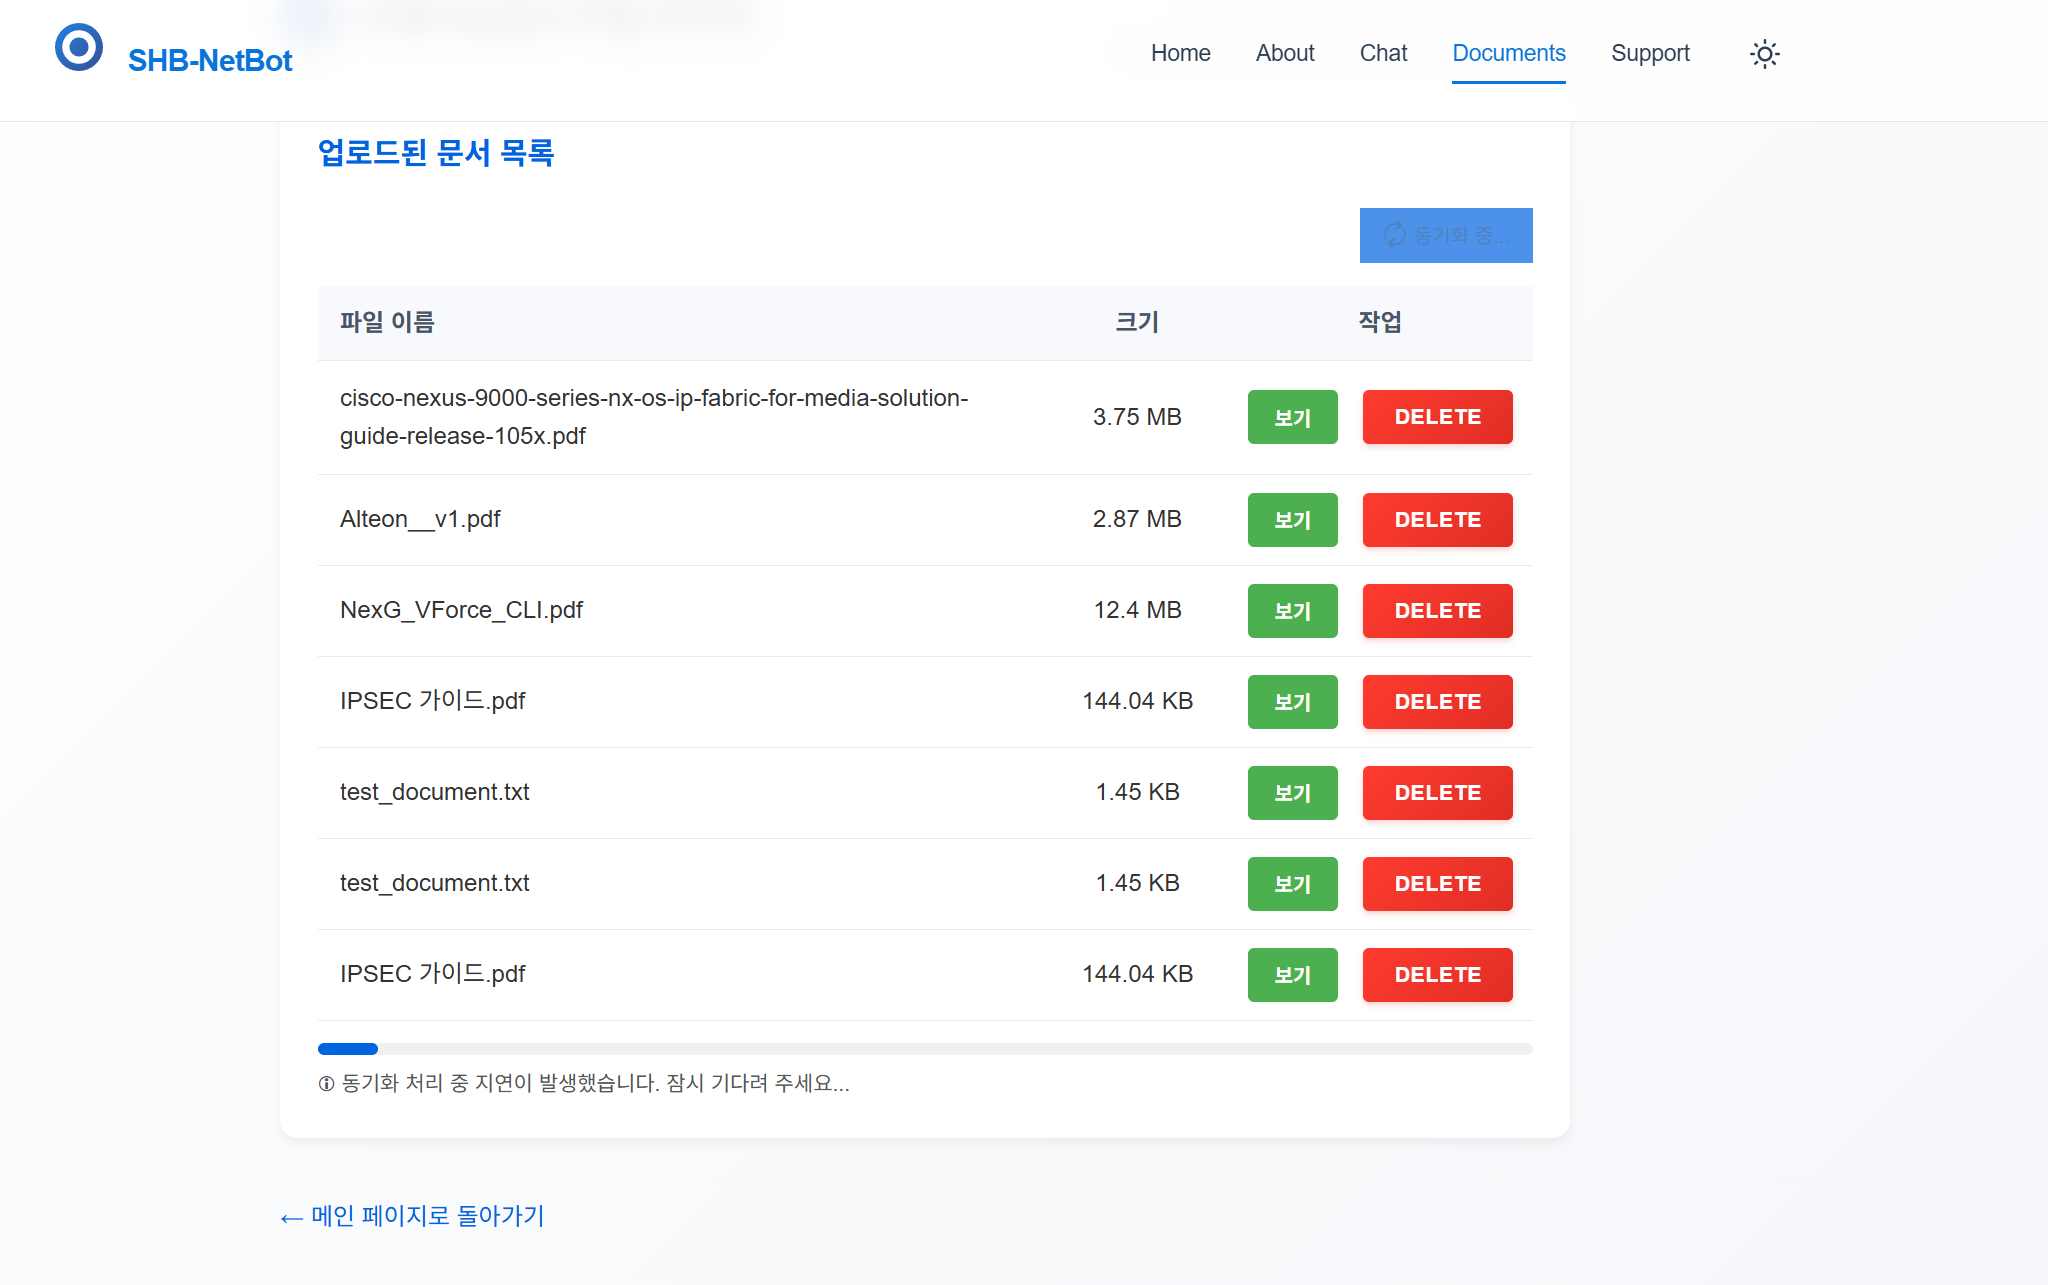 SHB-NetBot
Home About Chat Documents Support
업로드된 문서 목록
동기화 중...
파일 이름 크기 작업
cisco-nexus-9000-series-nx-os-ip-fabric-for-media-solution-
guide-release-105x.pdf 3.75 MB 보기 DELETE
Alteon__v1.pdf 2.87 MB 보기 DELETE
NexG_VForce_CLI.pdf 12.4 MB 보기 DELETE
IPSEC 가이드.pdf 144.04 KB 보기 DELETE
test_document.txt 1.45 KB 보기 DELETE
test_document.txt 1.45 KB 보기 DELETE
IPSEC 가이드.pdf 144.04 KB 보기 DELETE
동기화 처리 중 지연이 발생했습니다. 잠시 기다려 주세요...
← 메인 페이지로 돌아가기